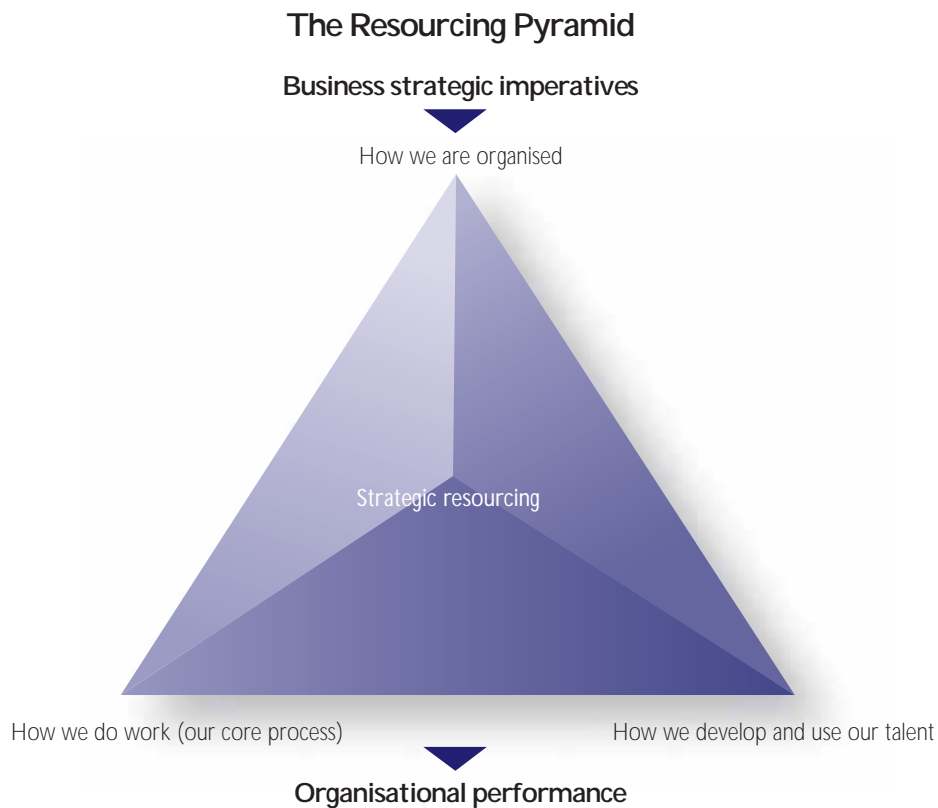 The Resourcing Pyramid
Business strategic imperatives
How we are organised
Strategic resourcing
How we do work (our core process)
How we develop and use our talent
Organisational performance